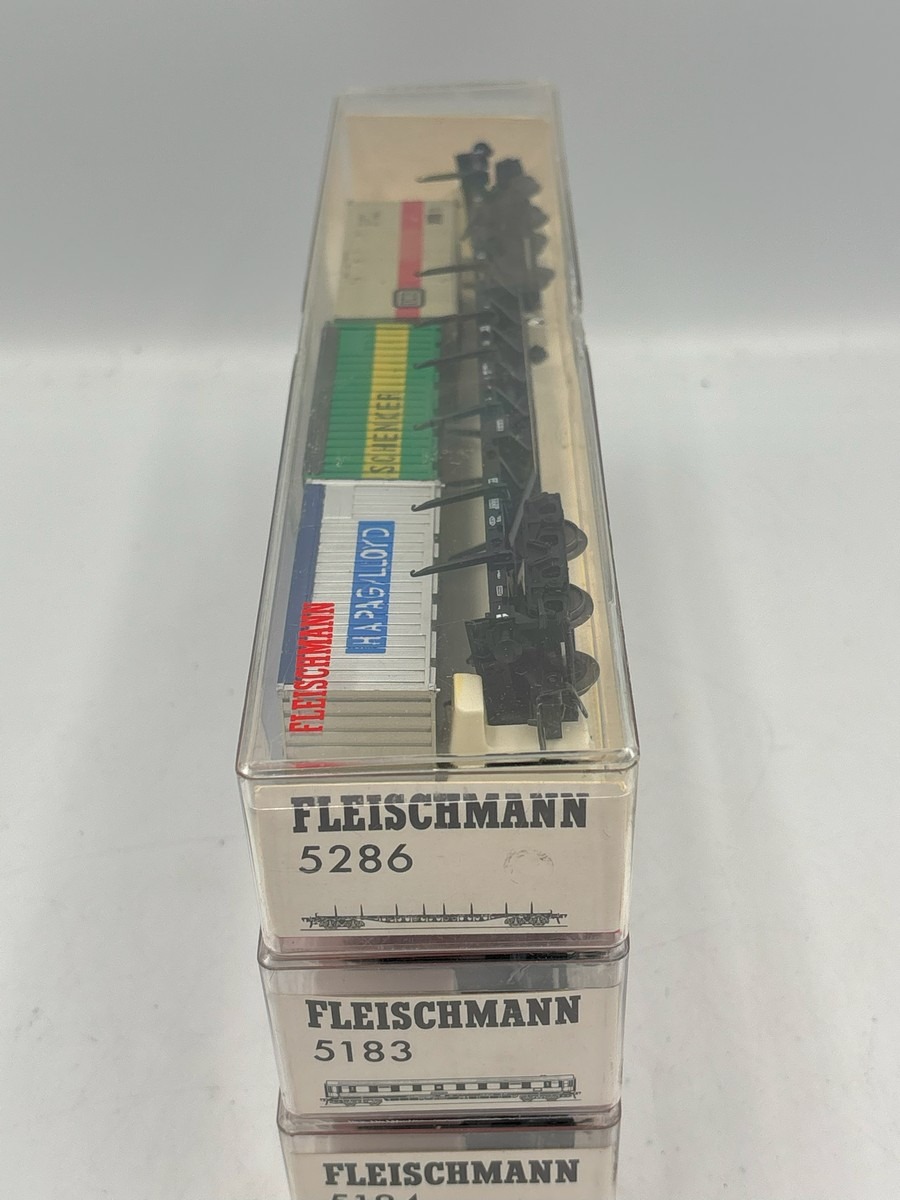 SCHENKER
HAPAG/LLOYD
FLEISCHMANN
FLEISCHMANN
5286
FLEISCHMANN
5183
FLEISCHMANN